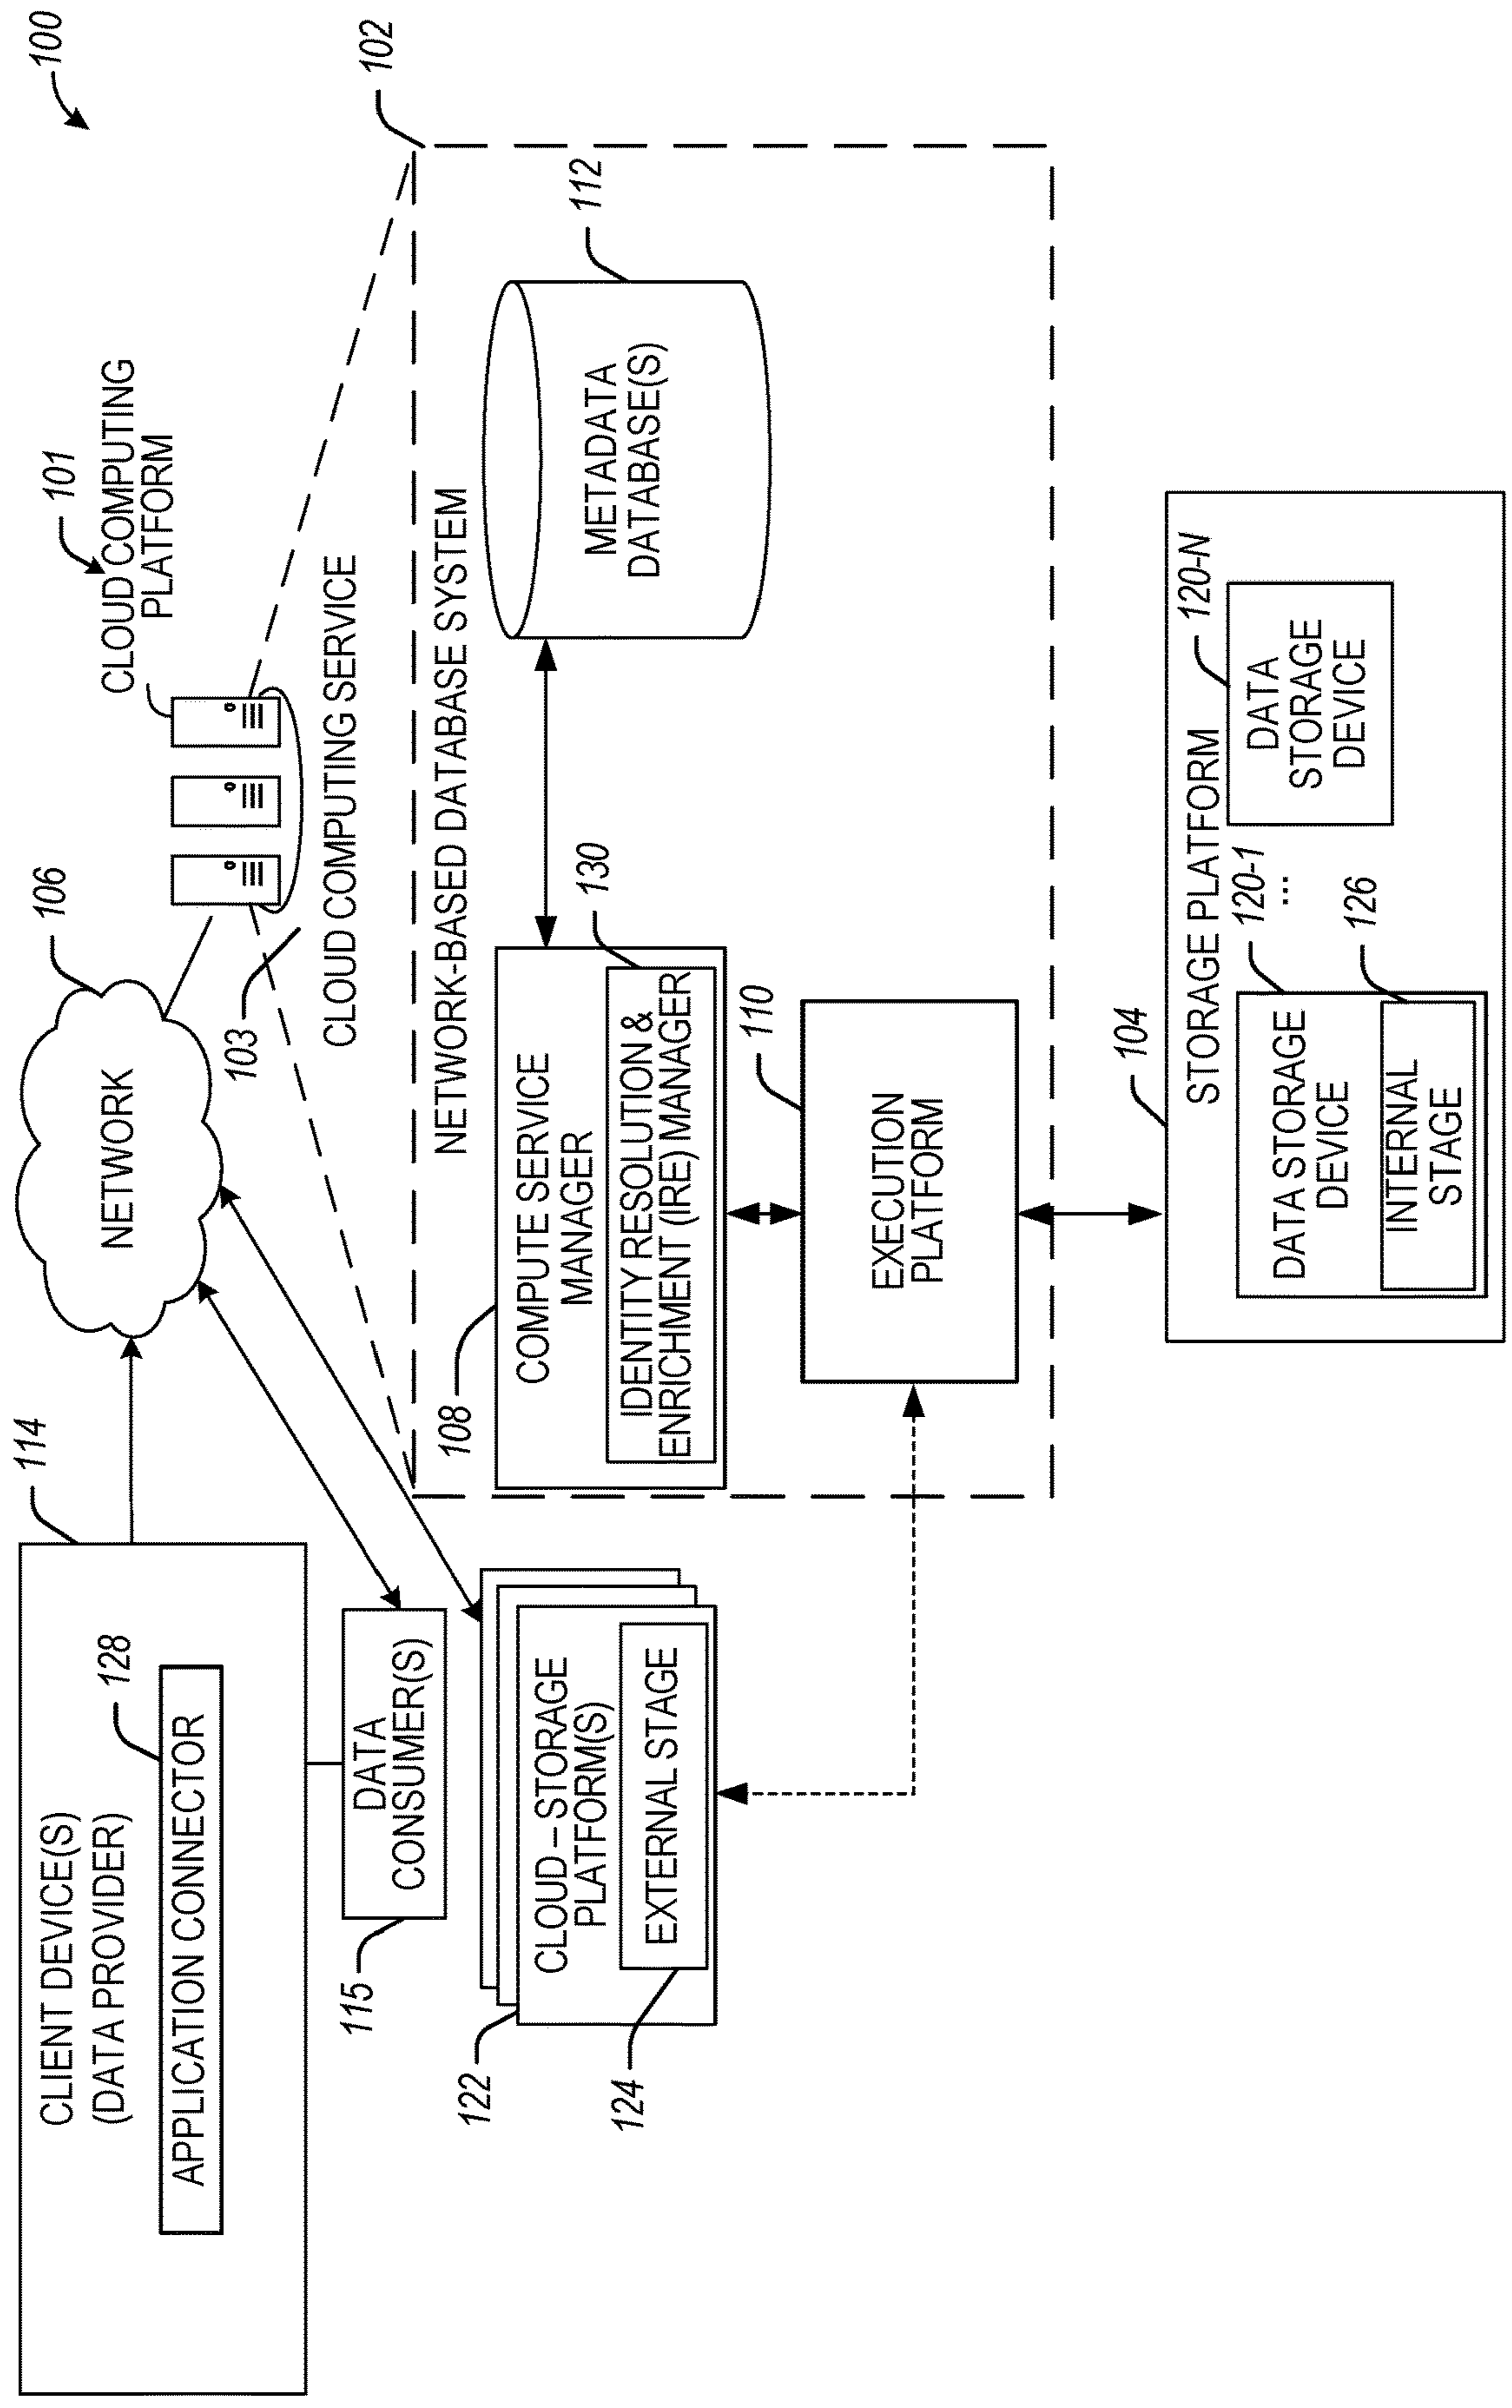 100
114
CLIENT DEVICE(S)
(DATA PROVIDER)
128
APPLICATION CONNECTOR
106
NETWORK
101
CLOUD COMPUTING
PLATFORM
103
CLOUD COMPUTING SERVICE
102
115
DATA
CONSUMER(S)
122
CLOUD–STORAGE
PLATFORM(S)
124
EXTERNAL STAGE
NETWORK-BASED DATABASE SYSTEM
108
COMPUTE SERVICE
MANAGER
130
IDENTITY RESOLUTION &
ENRICHMENT (IRE) MANAGER
112
METADATA
DATABASE(S)
110
EXECUTION
PLATFORM
104
STORAGE PLATFORM
120-1
DATA STORAGE
DEVICE
126
INTERNAL
STAGE
...
120-N
DATA
STORAGE
DEVICE